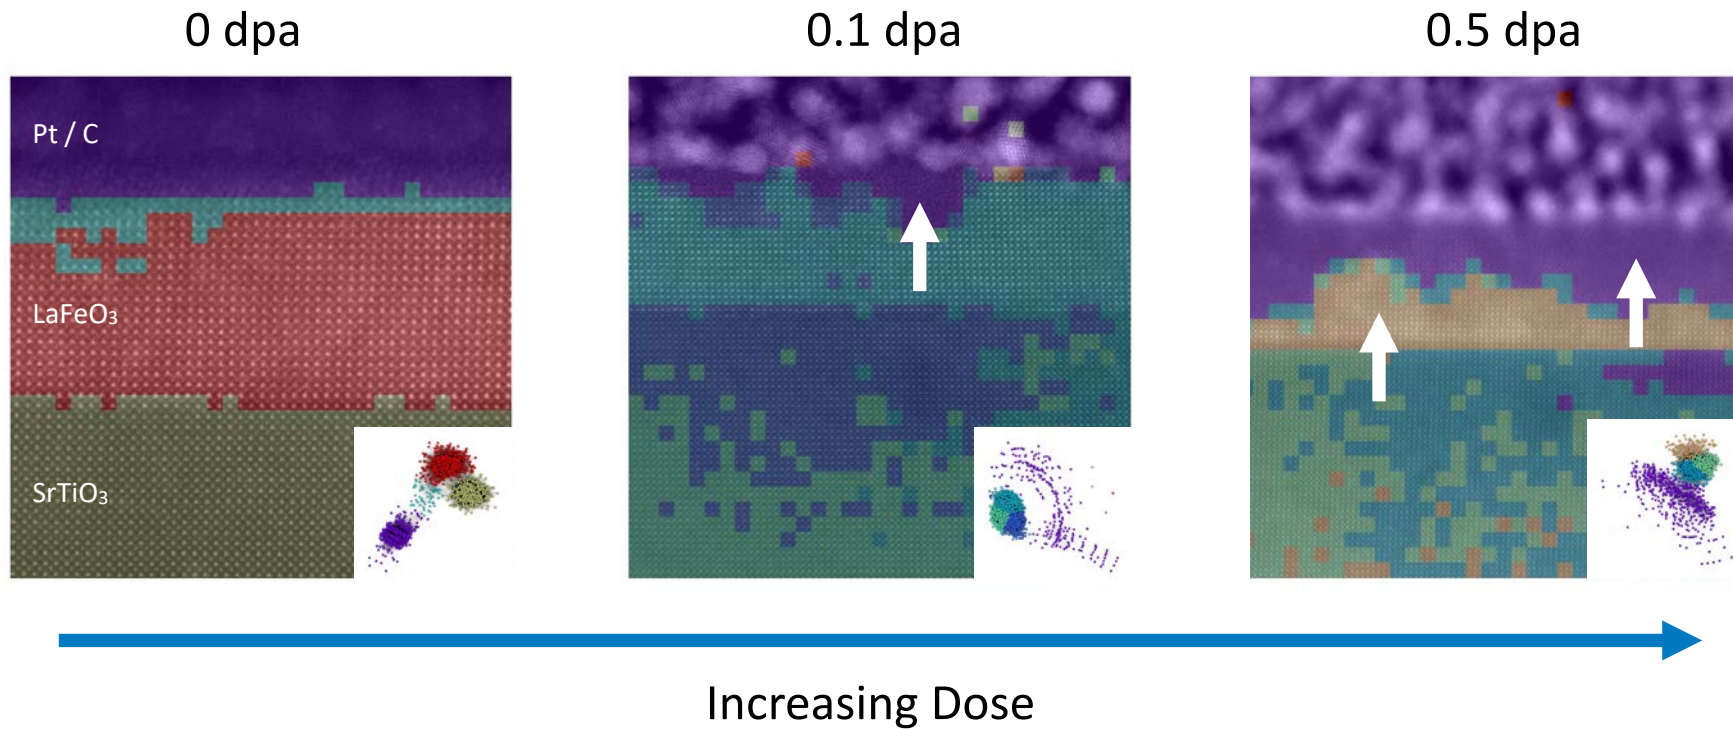 0 dpa
0.1 dpa
0.5 dpa
Pt / C
LaFeO₃
SrTiO₃
Increasing Dose